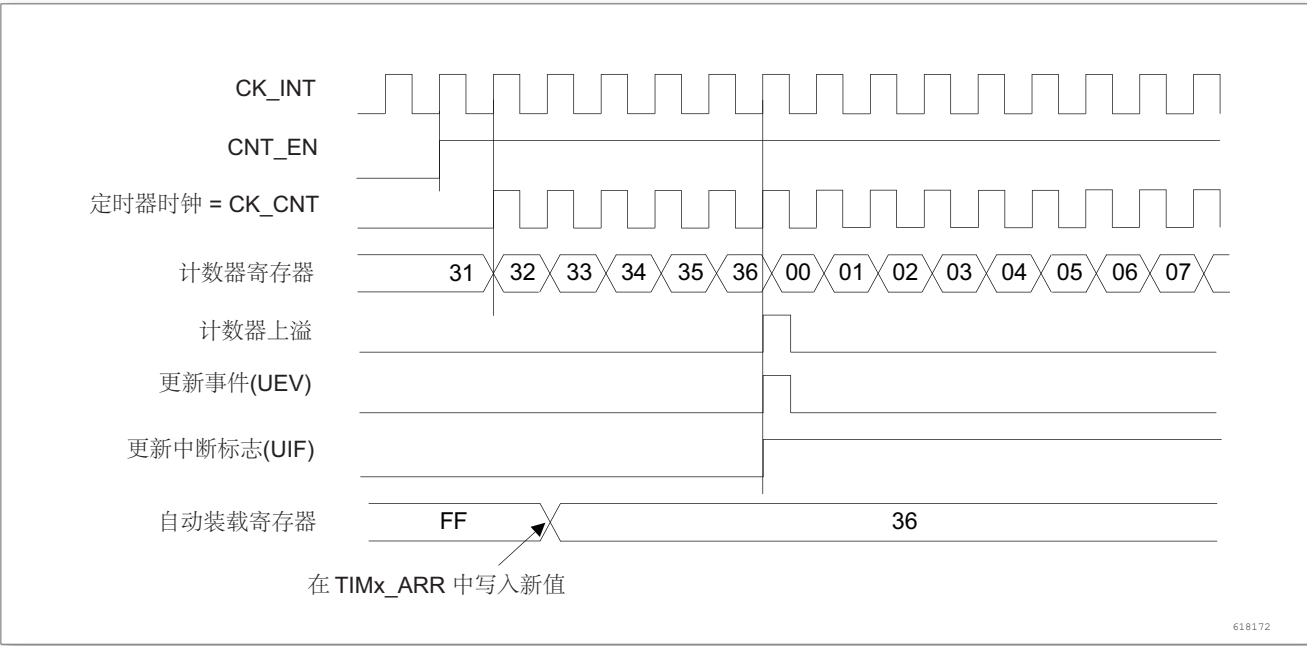 CK_INT
CNT_EN
定时器时钟 = CK_CNT
计数器寄存器 31 32 33 34 35 36 00 01 02 03 04 05 06 07
计数器上溢
更新事件(UEV)
更新中断标志(UIF)
自动装载寄存器 FF 36
在 TIMx_ARR 中写入新值
618172